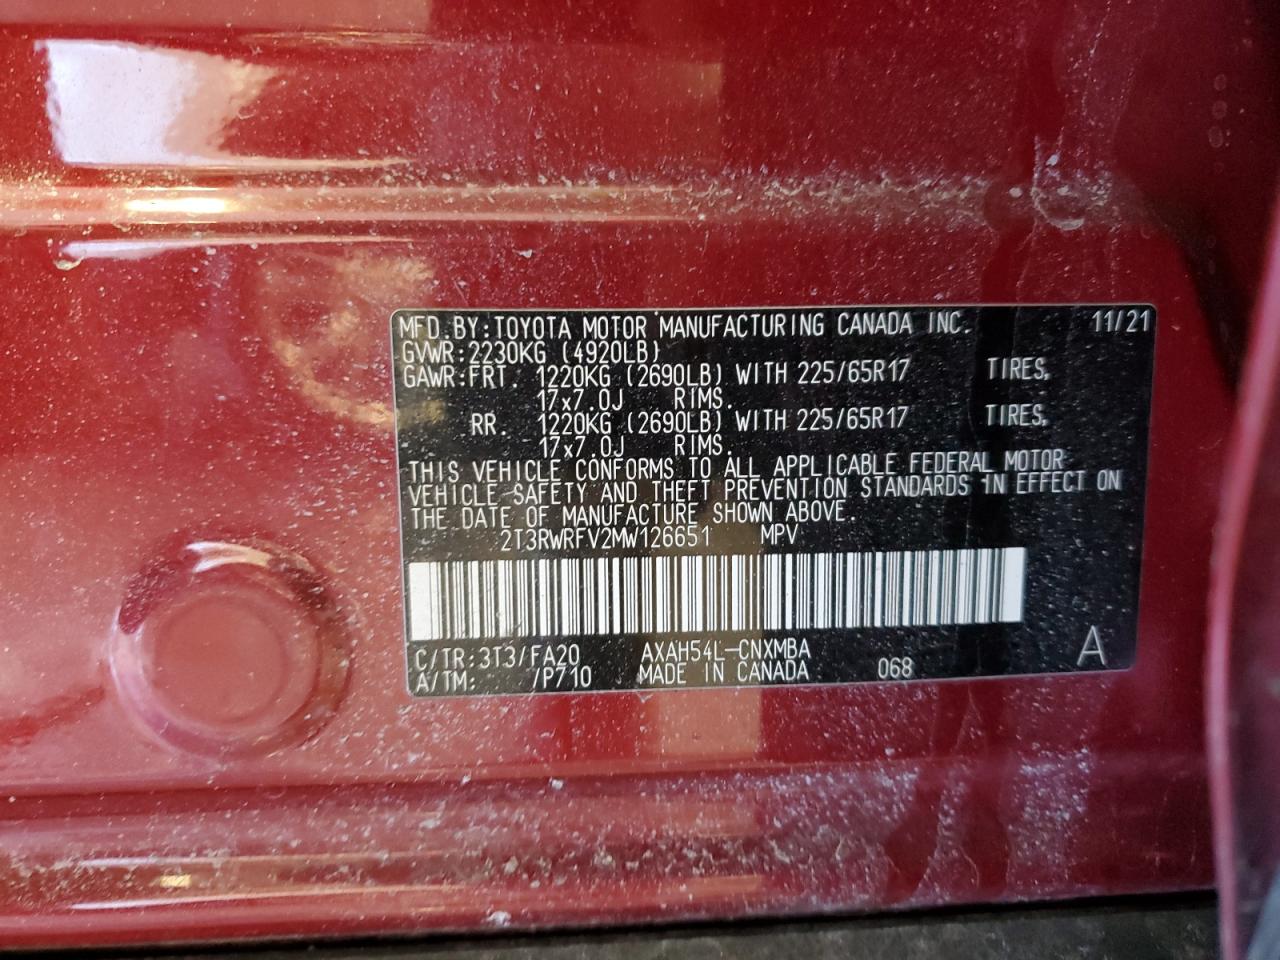 MFD.BY:TOYOTA MOTOR MANUFACTURING CANADA INC. 11/21
GVWR:2230KG (4920LB)
GAWR:FRT. 1220KG (2690LB) WITH 225/65R17 TIRES,
17x7.0J RIMS.
RR. 1220KG (2690LB) WITH 225/65R17 TIRES,
17x7.0J RIMS.
THIS VEHICLE CONFORMS TO ALL APPLICABLE FEDERAL MOTOR
VEHICLE SAFETY AND THEFT PREVENTION STANDARDS IN EFFECT ON
THE DATE OF MANUFACTURE SHOWN ABOVE.
2T3RWRFV2MW126651 MPV
C/TR:3T3/FA20 AXAH54L-CNXMBA
A/TM: /P710 MADE IN CANADA 068 A